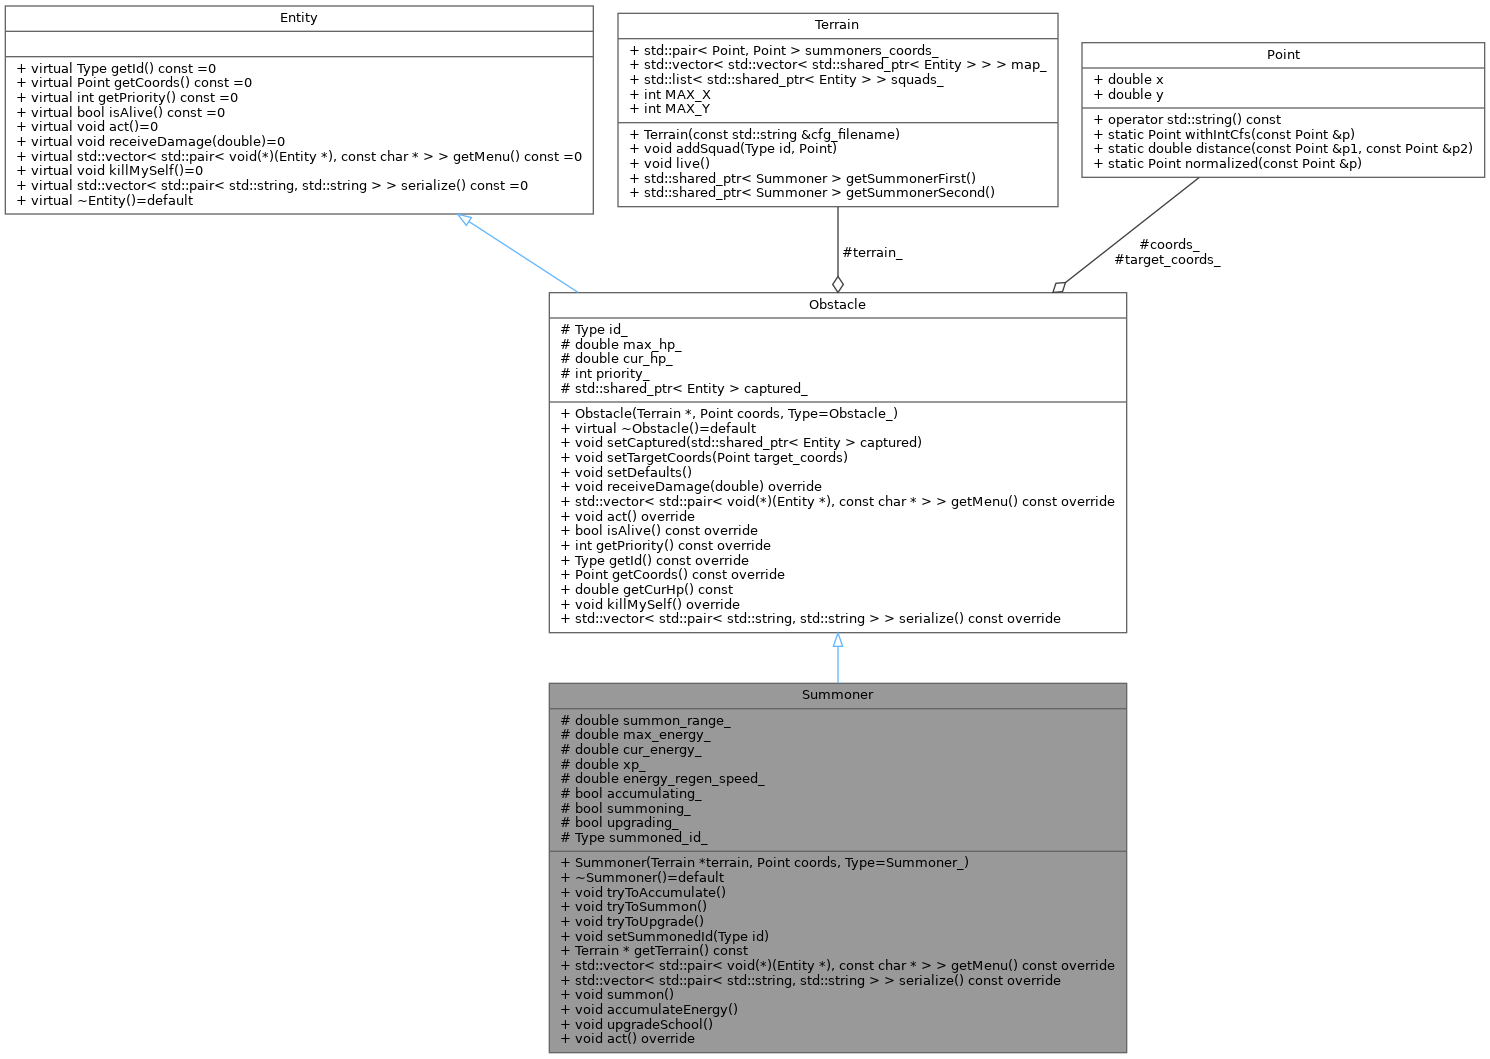 Entity
+ virtual Type getId() const =0
+ virtual Point getCoords() const =0
+ virtual int getPriority() const =0
+ virtual bool isAlive() const =0
+ virtual void act()=0
+ virtual void receiveDamage(double)=0
+ virtual std::vector< std::pair< void(*)(Entity *), const char * > > getMenu() const =0
+ virtual void killMySelf()=0
+ virtual std::vector< std::pair< std::string, std::string > > serialize() const =0
+ virtual ~Entity()=default
Terrain
+ std::pair< Point, Point > summoners_coords_
+ std::vector< std::vector< std::shared_ptr< Entity > > > map_
+ std::list< std::shared_ptr< Entity > > squads_
+ int MAX_X
+ int MAX_Y
+ Terrain(const std::string &cfg_filename)
+ void addSquad(Type id, Point)
+ void live()
+ std::shared_ptr< Summoner > getSummonerFirst()
+ std::shared_ptr< Summoner > getSummonerSecond()
Point
+ double x
+ double y
+ operator std::string() const
+ static Point withIntCfs(const Point &p)
+ static double distance(const Point &p1, const Point &p2)
+ static Point normalized(const Point &p)
#terrain_
#coords_
#target_coords_
Obstacle
# Type id_
# double max_hp_
# double cur_hp_
# int priority_
# std::shared_ptr< Entity > captured_
+ Obstacle(Terrain *, Point coords, Type=Obstacle_)
+ virtual ~Obstacle()=default
+ void setCaptured(std::shared_ptr< Entity > captured)
+ void setTargetCoords(Point target_coords)
+ void setDefaults()
+ void receiveDamage(double) override
+ std::vector< std::pair< void(*)(Entity *), const char * > > getMenu() const override
+ void act() override
+ bool isAlive() const override
+ int getPriority() const override
+ Type getId() const override
+ Point getCoords() const override
+ double getCurHp() const
+ void killMySelf() override
+ std::vector< std::pair< std::string, std::string > > serialize() const override
Summoner
# double summon_range_
# double max_energy_
# double cur_energy_
# double xp_
# double energy_regen_speed_
# bool accumulating_
# bool summoning_
# bool upgrading_
# Type summoned_id_
+ Summoner(Terrain *terrain, Point coords, Type=Summoner_)
+ ~Summoner()=default
+ void tryToAccumulate()
+ void tryToSummon()
+ void tryToUpgrade()
+ void setSummonedId(Type id)
+ Terrain * getTerrain() const
+ std::vector< std::pair< void(*)(Entity *), const char * > > getMenu() const override
+ std::vector< std::pair< std::string, std::string > > serialize() const override
+ void summon()
+ void accumulateEnergy()
+ void upgradeSchool()
+ void act() override